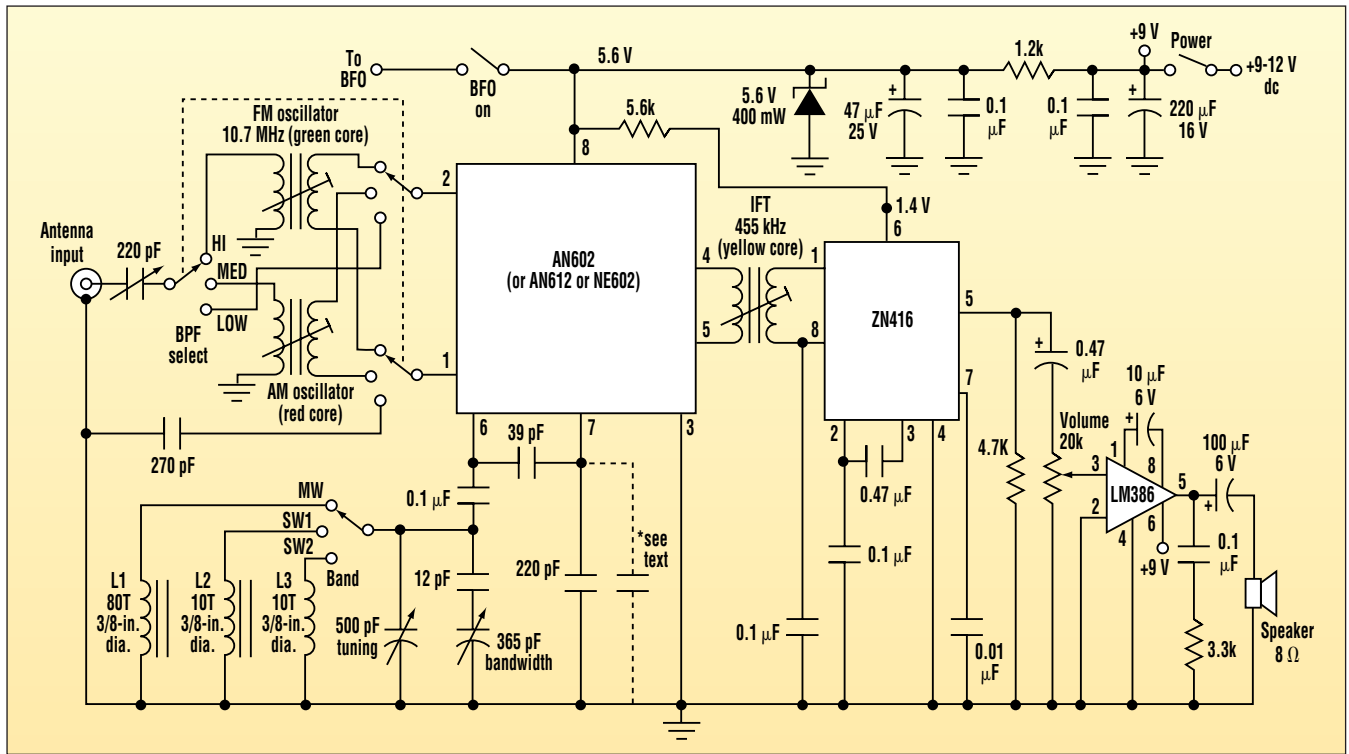 +9 V
Power
+9-12 V
dc
To
BFO
BFO
on
5.6 V
1.2k
5.6 V
400 mW
+
47 µF
25 V
0.1
µF
0.1
µF
+
220 µF
16 V
FM oscillator
10.7 MHz (green core)
5.6k
8
2
1.4 V
6
Antenna
input
220 pF
HI
MED
LOW
BPF
select
AN602
(or AN612 or NE602)
IFT
455 kHz
(yellow core)
4
5
1
8
ZN416
5
7
1
AM oscillator
(red core)
270 pF
6
39 pF
7
3
2
3
4
0.47 µF
+
0.47
µF
4.7K
Volume
20k
10 µF
6 V
+
1
8
3
2
LM386
5
6
4
+9 V
100 µF
6 V
+
0.1
µF
3.3k
Speaker
8 Ω
0.1 µF
MW
SW1
SW2
Band
L1
80T
3/8-in.
dia.
L2
10T
3/8-in.
dia.
L3
10T
3/8-in.
dia.
500 pF
tuning
12 pF
365 pF
bandwidth
220 pF
*see
text
0.1 µF
0.1 µF
0.01
µF